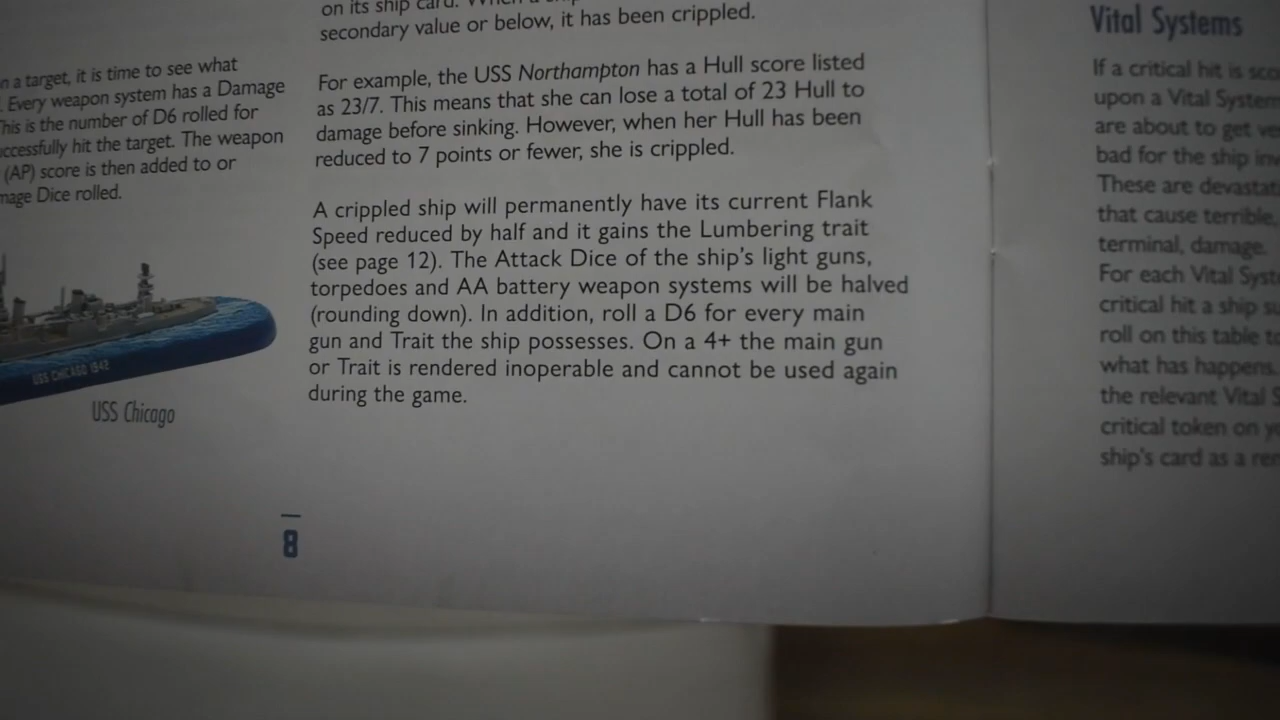 n a target, it is time to see what
Every weapon system has a Damage
This is the number of D6 rolled for
ccessfully hit the target. The weapon
(AP) score is then added to or
mage Dice rolled.
USS CHICAGO 1942
USS Chicago
8
on its ship card. When a
secondary value or below, it has been crippled.
For example, the USS Northampton has a Hull score listed
as 23/7. This means that she can lose a total of 23 Hull to
damage before sinking. However, when her Hull has been
reduced to 7 points or fewer, she is crippled.
A crippled ship will permanently have its current Flank
Speed reduced by half and it gains the Lumbering trait
(see page 12). The Attack Dice of the ship's light guns,
torpedoes and AA battery weapon systems will be halved
(rounding down). In addition, roll a D6 for every main
gun and Trait the ship possesses. On a 4+ the main gun
or Trait is rendered inoperable and cannot be used again
during the game.
Vital Systems
If a critical hit is sco
upon a Vital System
are about to get ve
bad for the ship inv
These are devastat
that cause terrible,
terminal, damage.
For each Vital Syst
critical hit a ship su
roll on this table to
what has happens.
the relevant Vital S
critical token on yo
ship's card as a rem